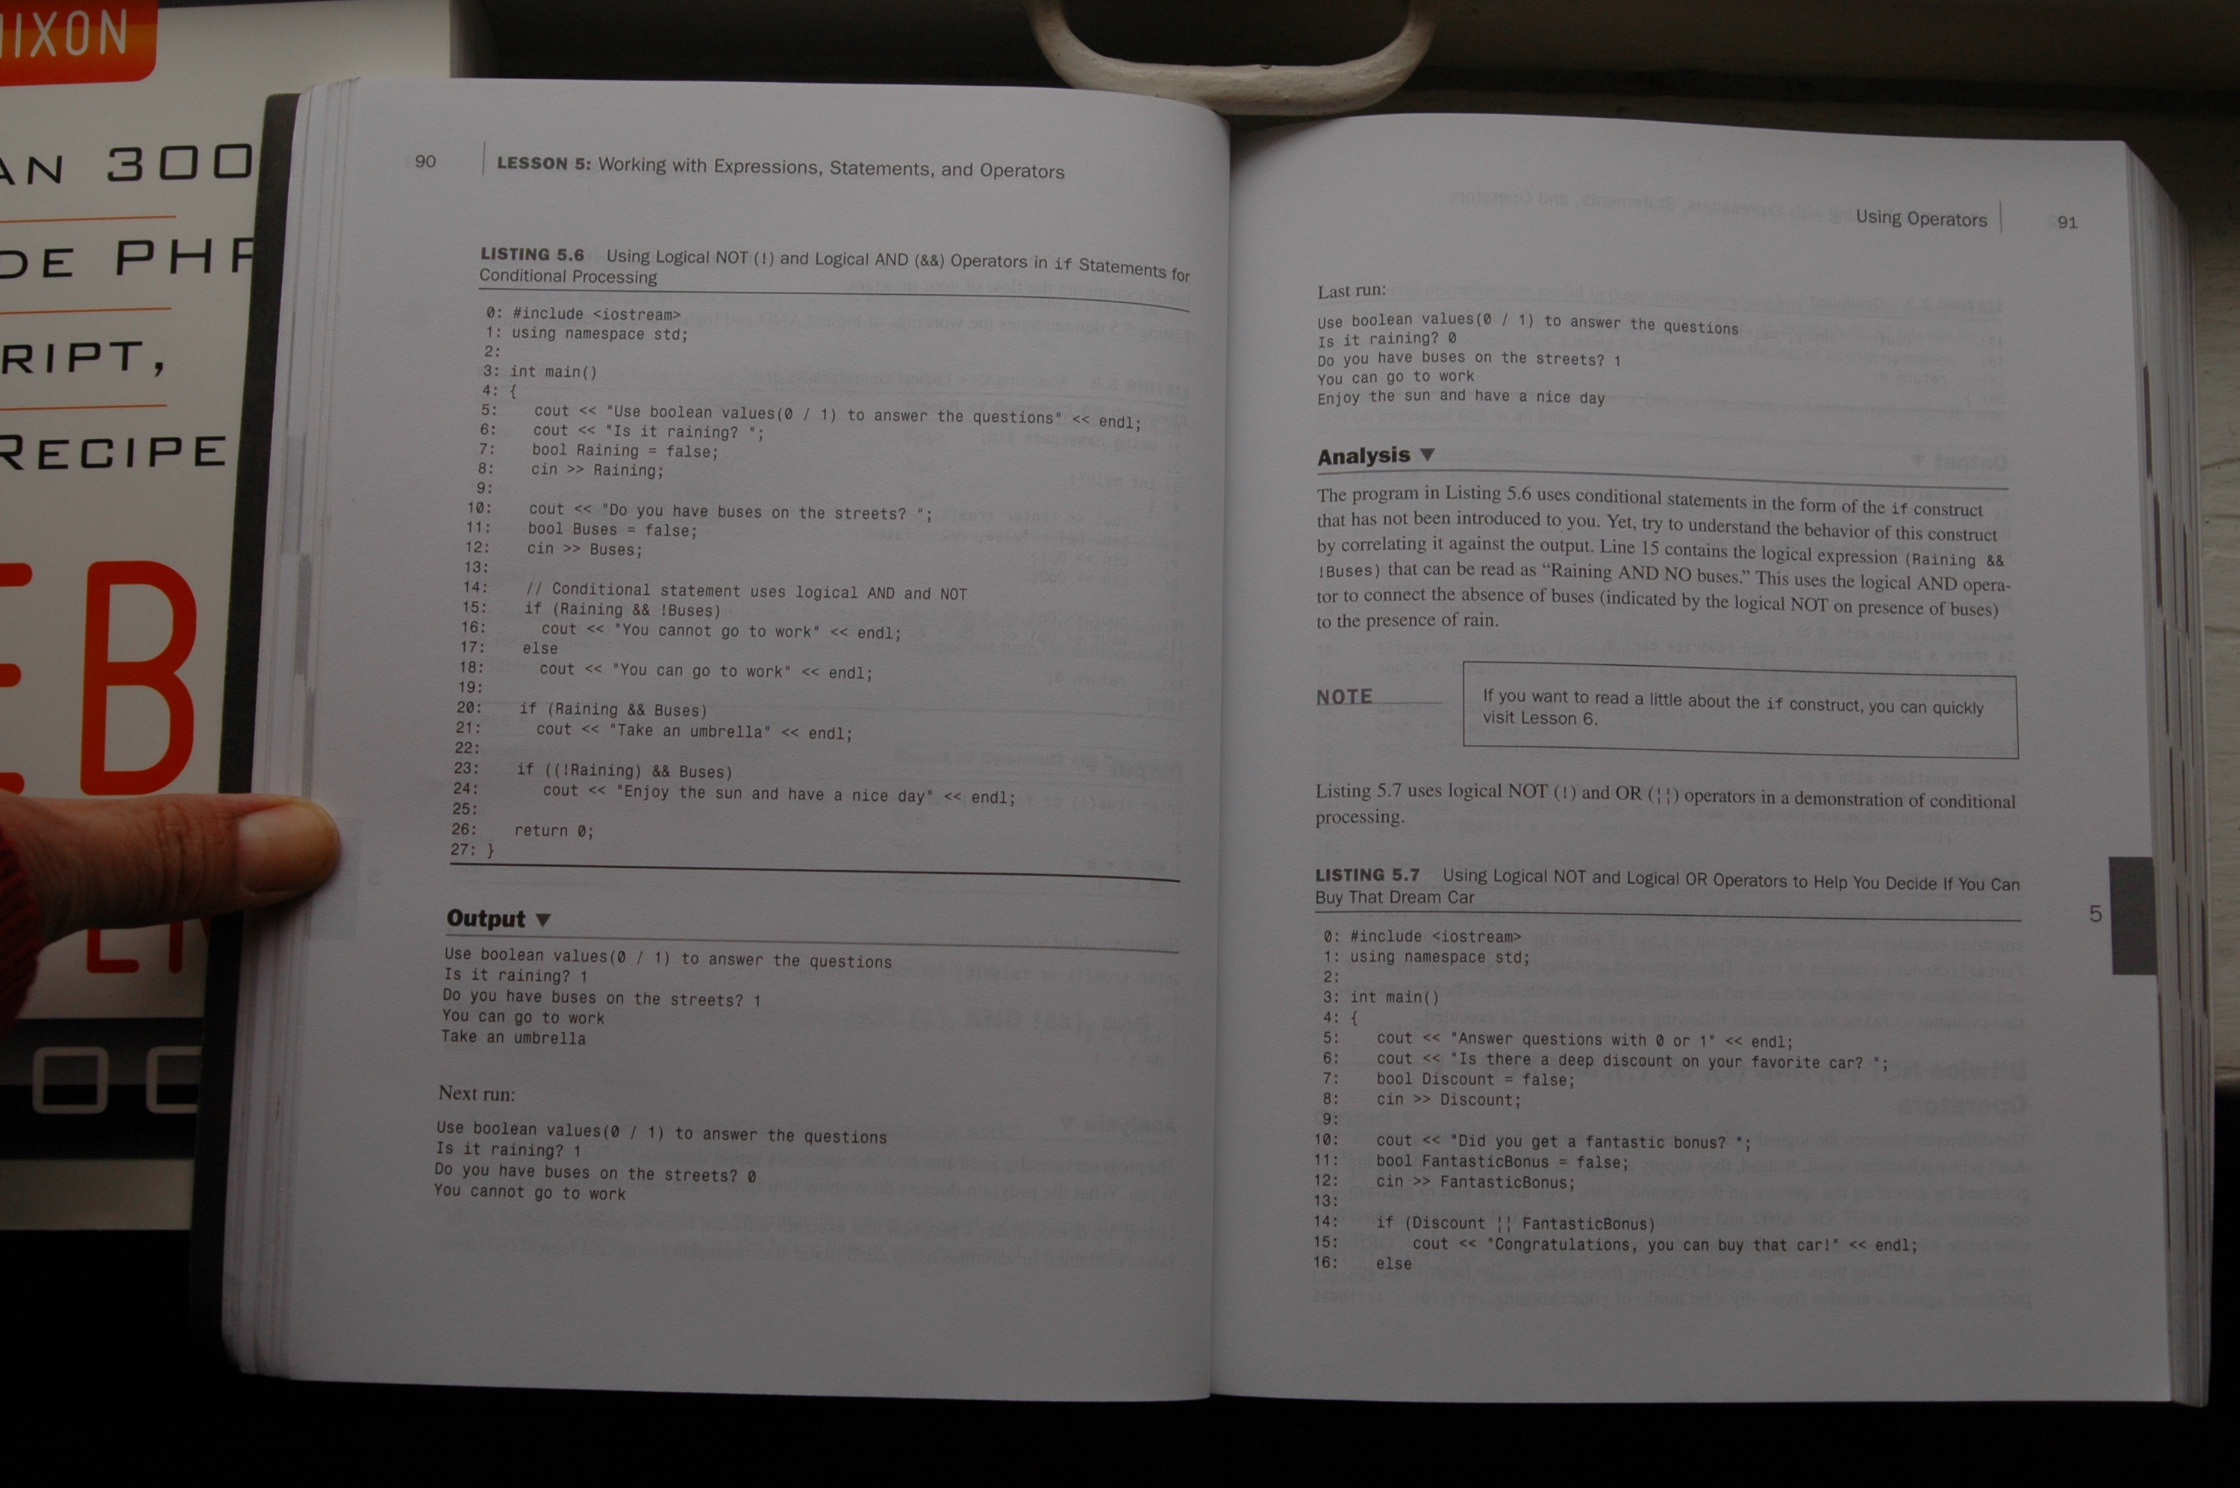 NIXON
AN 300
DE PHP
RIPT,
RECIPE
EB
90
LESSON 5: Working with Expressions, Statements, and Operators
LISTING 5.6 Using Logical NOT (!) and Logical AND (&&) Operators in if Statements for
Conditional Processing
0: #include <iostream>
1: using namespace std;
2:
3: int main()
4: {
5: cout << "Use boolean values(0 / 1) to answer the questions" << endl;
6: cout << "Is it raining? ";
7: bool Raining = false;
8: cin >> Raining;
9:
10: cout << "Do you have buses on the streets? ";
11: bool Buses = false;
12: cin >> Buses;
13:
14: // Conditional statement uses logical AND and NOT
15: if (Raining && !Buses)
16: cout << "You cannot go to work" << endl;
17: else
18: cout << "You can go to work" << endl;
19:
20: if (Raining && Buses)
21: cout << "Take an umbrella" << endl;
22:
23: if ((!Raining) && Buses)
24: cout << "Enjoy the sun and have a nice day" << endl;
25:
26: return 0;
27: }
Output ▼
Use boolean values(0 / 1) to answer the questions
Is it raining? 1
Do you have buses on the streets? 1
You can go to work
Take an umbrella
Next run:
Use boolean values(0 / 1) to answer the questions
Is it raining? 1
Do you have buses on the streets? 0
You cannot go to work
Using Operators
91
Last run:
Use boolean values(0 / 1) to answer the questions
Is it raining? 0
Do you have buses on the streets? 1
You can go to work
Enjoy the sun and have a nice day
Analysis ▼
The program in Listing 5.6 uses conditional statements in the form of the if construct
that has not been introduced to you. Yet, try to understand the behavior of this construct
by correlating it against the output. Line 15 contains the logical expression (Raining &&
!Buses) that can be read as “Raining AND NO buses.” This uses the logical AND opera-
tor to connect the absence of buses (indicated by the logical NOT on presence of buses)
to the presence of rain.
NOTE
If you want to read a little about the if construct, you can quickly
visit Lesson 6.
Listing 5.7 uses logical NOT (!) and OR (¦¦) operators in a demonstration of conditional
processing.
LISTING 5.7 Using Logical NOT and Logical OR Operators to Help You Decide If You Can
Buy That Dream Car
5
0: #include <iostream>
1: using namespace std;
2:
3: int main()
4: {
5: cout << "Answer questions with 0 or 1" << endl;
6: cout << "Is there a deep discount on your favorite car? ";
7: bool Discount = false;
8: cin >> Discount;
9:
10: cout << "Did you get a fantastic bonus? ";
11: bool FantasticBonus = false;
12: cin >> FantasticBonus;
13:
14: if (Discount ¦¦ FantasticBonus)
15: cout << "Congratulations, you can buy that car!" << endl;
16: else